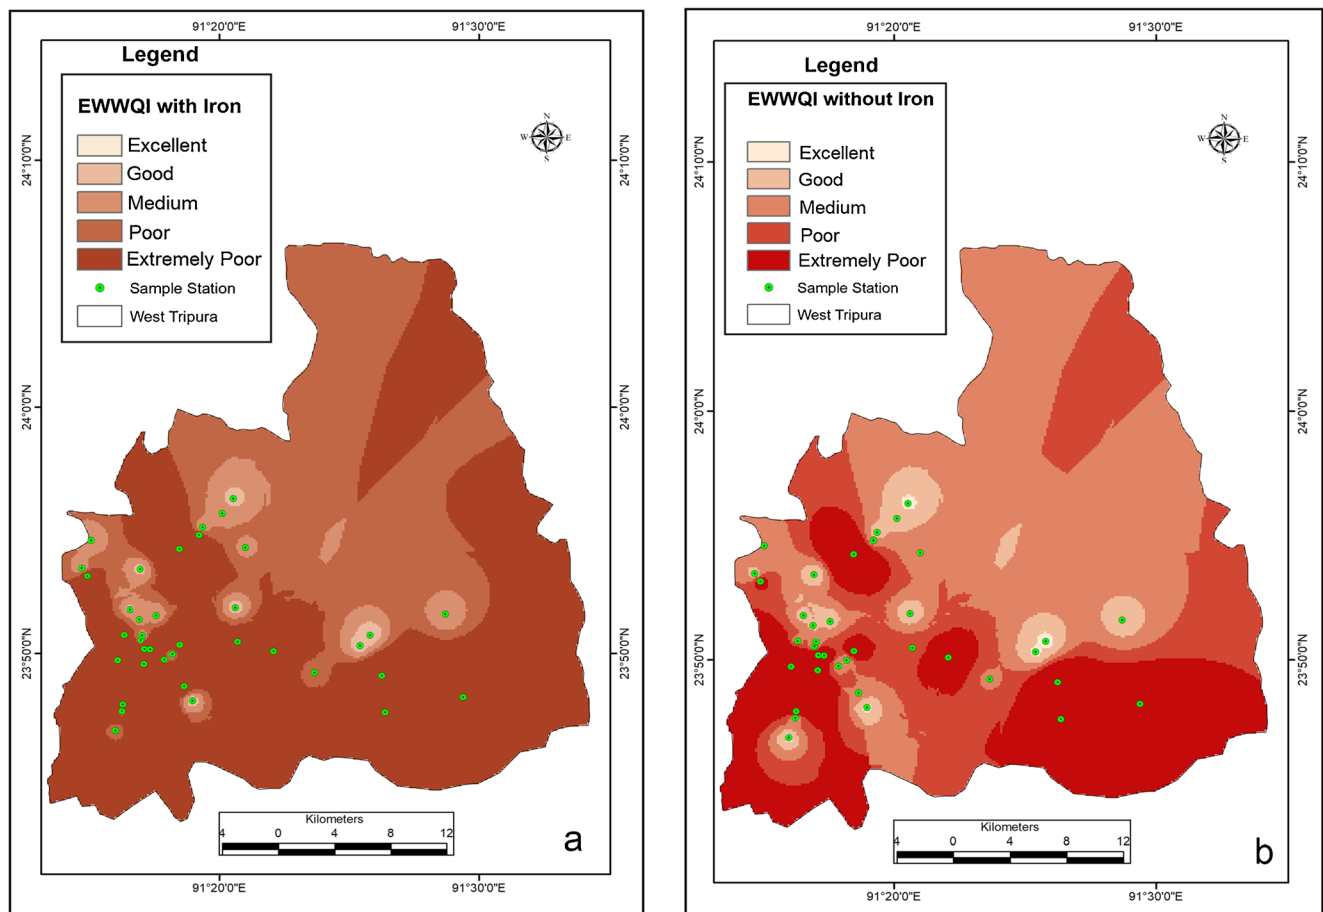 91°20'0"E
91°30'0"E
Legend
EWWQI with Iron
Excellent
Good
Medium
Poor
Extremely Poor
Sample Station
West Tripura
N
W
E
S
24°10'0"N
24°10'0"N
24°0'0"N
24°0'0"N
23°50'0"N
23°50'0"N
Kilometers
4 0 4 8 12
a
91°20'0"E
91°30'0"E
91°20'0"E
91°30'0"E
Legend
EWWQI without Iron
Excellent
Good
Medium
Poor
Extremely Poor
Sample Station
West Tripura
N
W
E
S
24°10'0"N
24°10'0"N
24°0'0"N
24°0'0"N
23°50'0"N
23°50'0"N
Kilometers
4 0 4 8 12
b
91°20'0"E
91°30'0"E